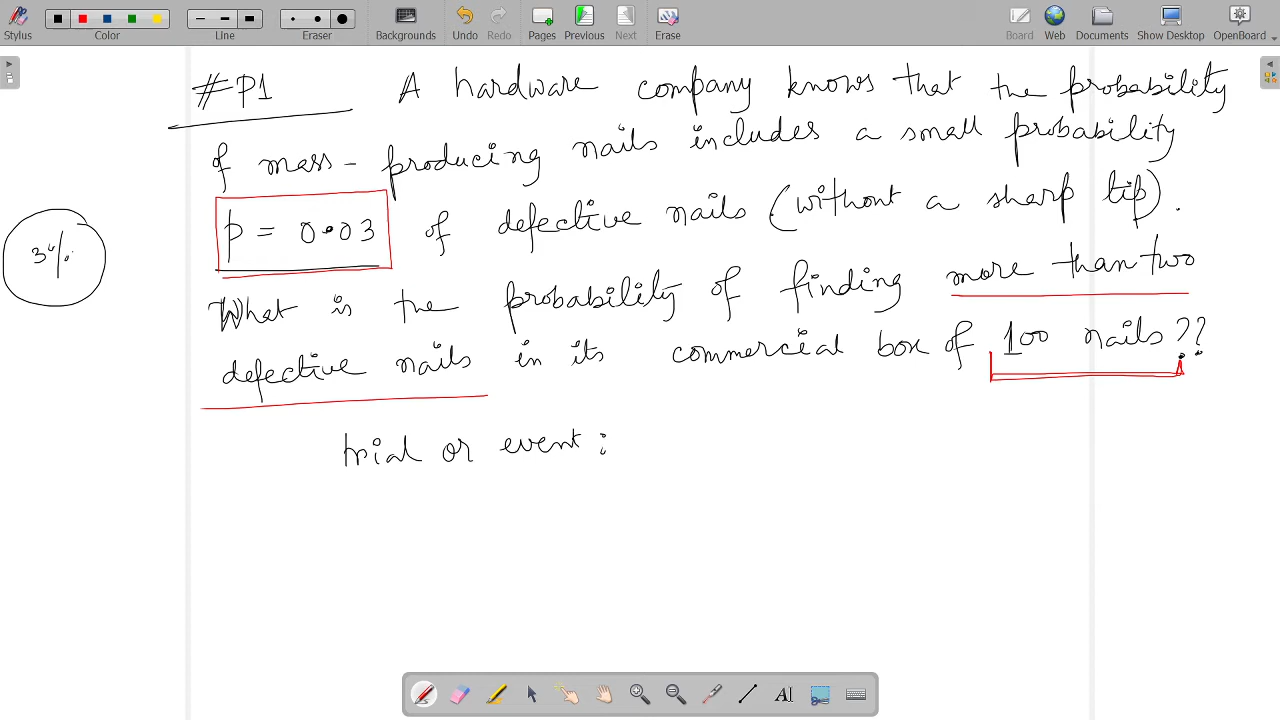 Stylus Color Line Eraser Backgrounds Undo Redo Pages Previous Next Erase Board Web Documents Show Desktop OpenBoard
#P1 A hardware company knows that the probability
of mass-producing nails includes a small probability
p = 0.03 of defective nails (without a sharp tip).
3%
What is the probability of finding more than two
defective nails in its commercial box of 100 nails??
trial or event: